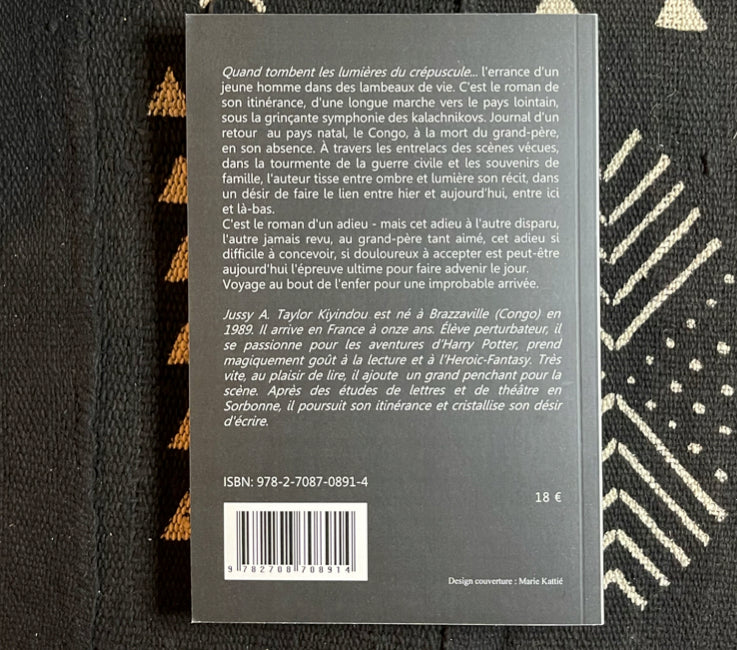 Quand tombent les lumières du crépuscule... l'errance d'un
jeune homme dans des lambeaux de vie. C'est le roman de
son itinérance, d'une longue marche vers le pays lointain,
sous la grinçante symphonie des kalachnikovs. Journal d'un
retour au pays natal, le Congo, à la mort du grand-père,
en son absence. À travers les entrelacs des scènes vécues,
dans la tourmente de la guerre civile et les souvenirs de
famille, l'auteur tisse entre ombre et lumière son récit, dans
un désir de faire le lien entre hier et aujourd'hui, entre ici
et là-bas.
C'est le roman d'un adieu - mais cet adieu à l'autre disparu,
l'autre jamais revu, au grand-père tant aimé, cet adieu si
difficile à concevoir, si douloureux à accepter est peut-être
aujourd'hui l'épreuve ultime pour faire advenir le jour.
Voyage au bout de l'enfer pour une improbable arrivée.
Jussy A. Taylor Kiyindou est né à Brazzaville (Congo) en
1989. Il arrive en France à onze ans. Élève perturbateur, il
se passionne pour les aventures d'Harry Potter, prend
magiquement goût à la lecture et à l'Heroic-Fantasy. Très
vite, au plaisir de lire, il ajoute un grand penchant pour la
scène. Après des études de lettres et de théâtre en
Sorbonne, il poursuit son itinérance et cristallise son désir
d'écrire.
ISBN: 978-2-7087-0891-4
18 €
9 782708 708914
Design couverture : Marie Kattié